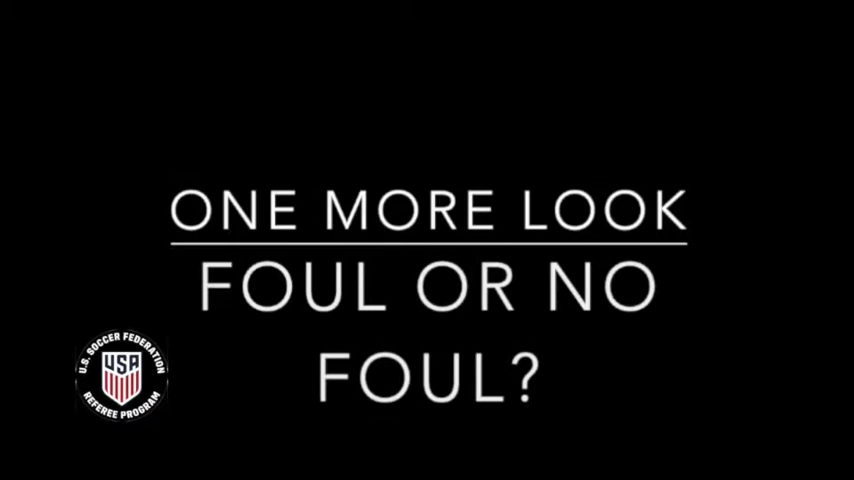 ONE MORE LOOK
FOUL OR NO
FOUL?
U.S. SOCCER FEDERATION
USA
REFEREE PROGRAM